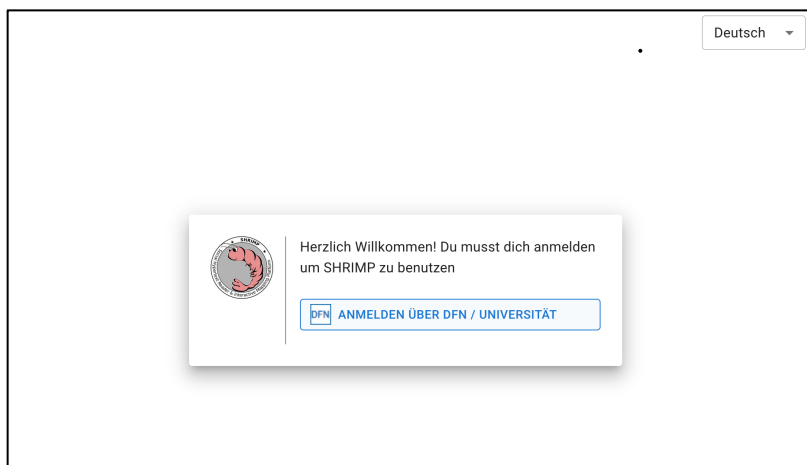 Deutsch
SHRIMP
Herzlich Willkommen! Du musst dich anmelden
um SHRIMP zu benutzen
DFN ANMELDEN ÜBER DFN / UNIVERSITÄT